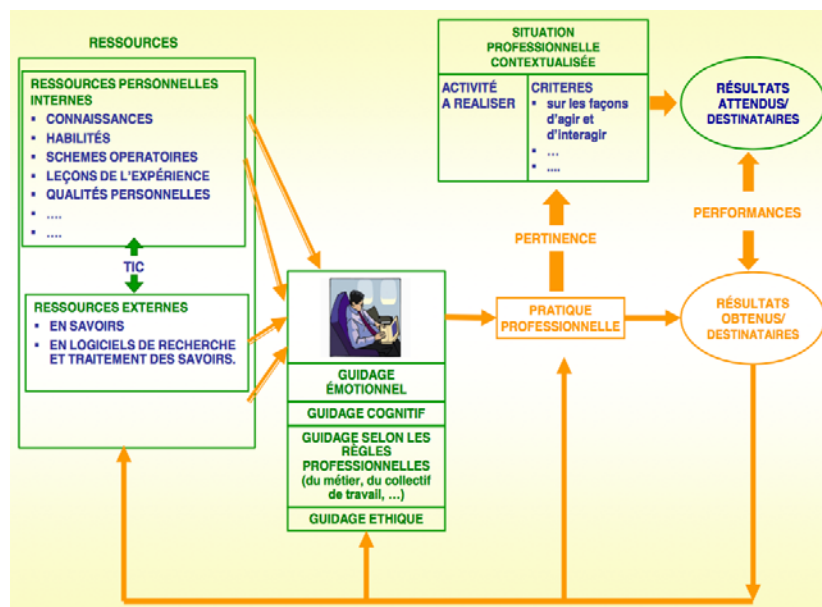 RESSOURCES
RESSOURCES PERSONNELLES
INTERNES
▪ CONNAISSANCES
▪ HABILITÉS
▪ SCHEMES OPERATOIRES
▪ LEÇONS DE L'EXPÉRIENCE
▪ QUALITÉS PERSONNELLES
▪ ....
▪ ....
TIC
RESSOURCES EXTERNES
▪ EN SAVOIRS
▪ EN LOGICIELS DE RECHERCHE
ET TRAITEMENT DES SAVOIRS.
GUIDAGE
ÉMOTIONNEL
GUIDAGE COGNITIF
GUIDAGE SELON LES
RÈGLES
PROFESSIONNELLES
(du métier, du collectif
de travail, ...)
GUIDAGE ETHIQUE
SITUATION
PROFESSIONNELLE
CONTEXTUALISÉE
ACTIVITÉ
A REALISER
CRITERES
▪ sur les façons
d'agir et
d'interagir
▪ ...
▪ ....
PERTINENCE
PRATIQUE
PROFESSIONNELLE
RÉSULTATS
ATTENDUS/
DESTINATAIRES
PERFORMANCES
RÉSULTATS
OBTENUS/
DESTINATAIRES